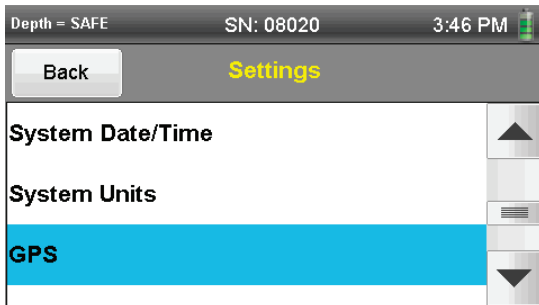 Depth = SAFE SN: 08020 3:46 PM
Back Settings
System Date/Time
System Units
GPS